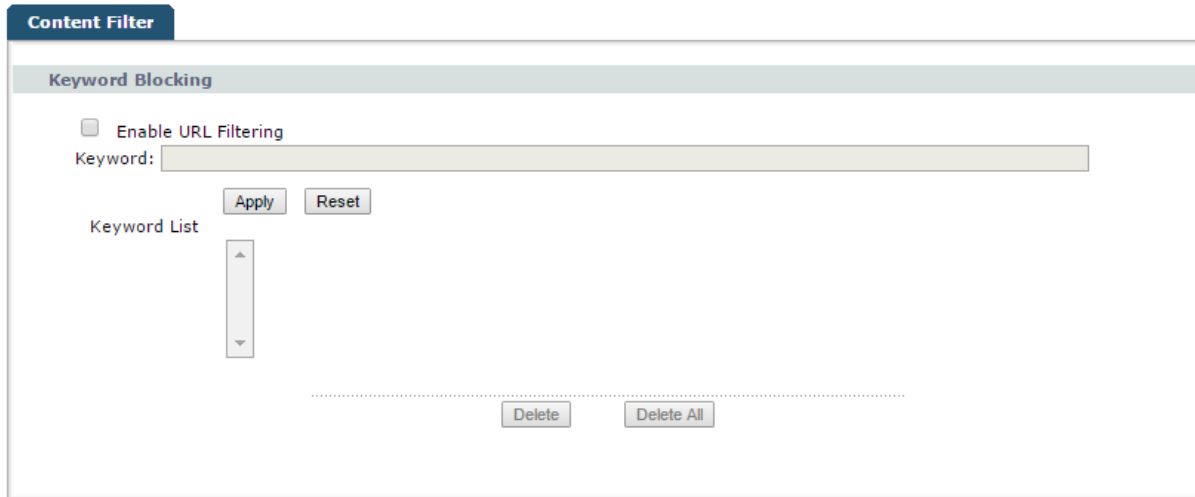 Content Filter
Keyword Blocking
Enable URL Filtering
Keyword:
Apply Reset
Keyword List
Delete Delete All